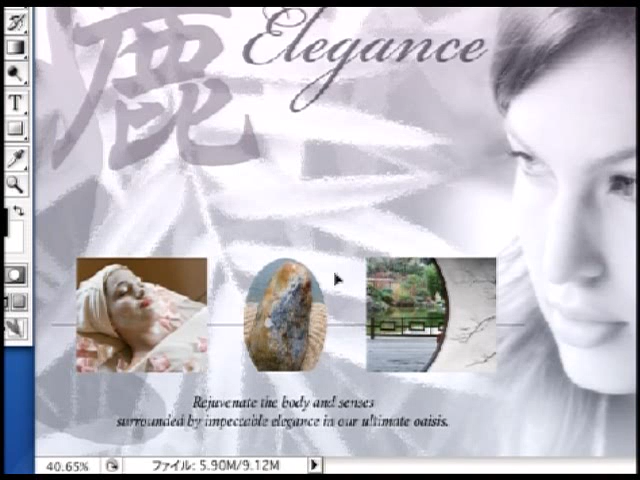 麗
Elegance
T
Rejuvenate the body and senses
surrounded by impeccable elegance in our ultimate oaisis.
40.65%
ファイル: 5.90M/9.12M